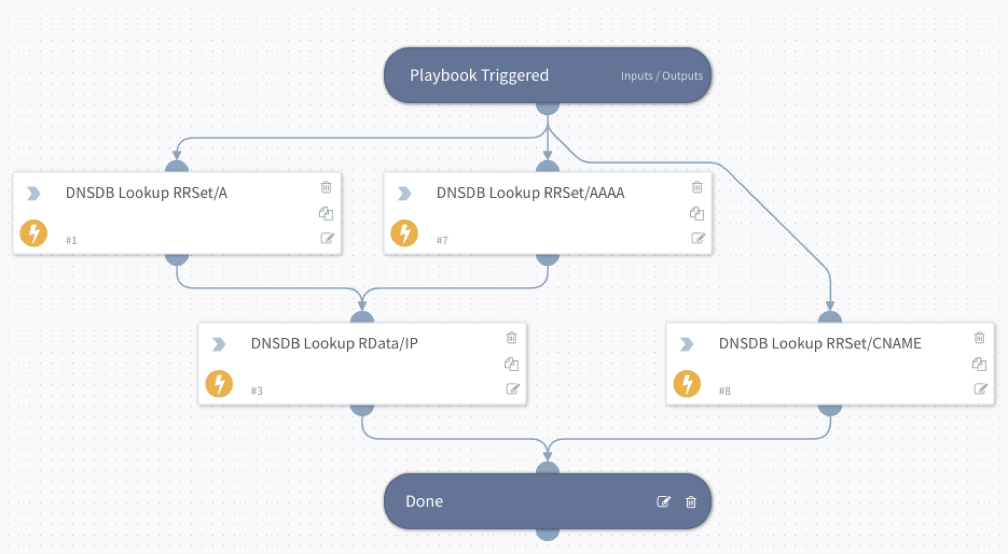 Playbook Triggered
Inputs / Outputs
DNSDB Lookup RRSet/A
#1
DNSDB Lookup RRSet/AAAA
#7
DNSDB Lookup RData/IP
#3
DNSDB Lookup RRSet/CNAME
#8
Done